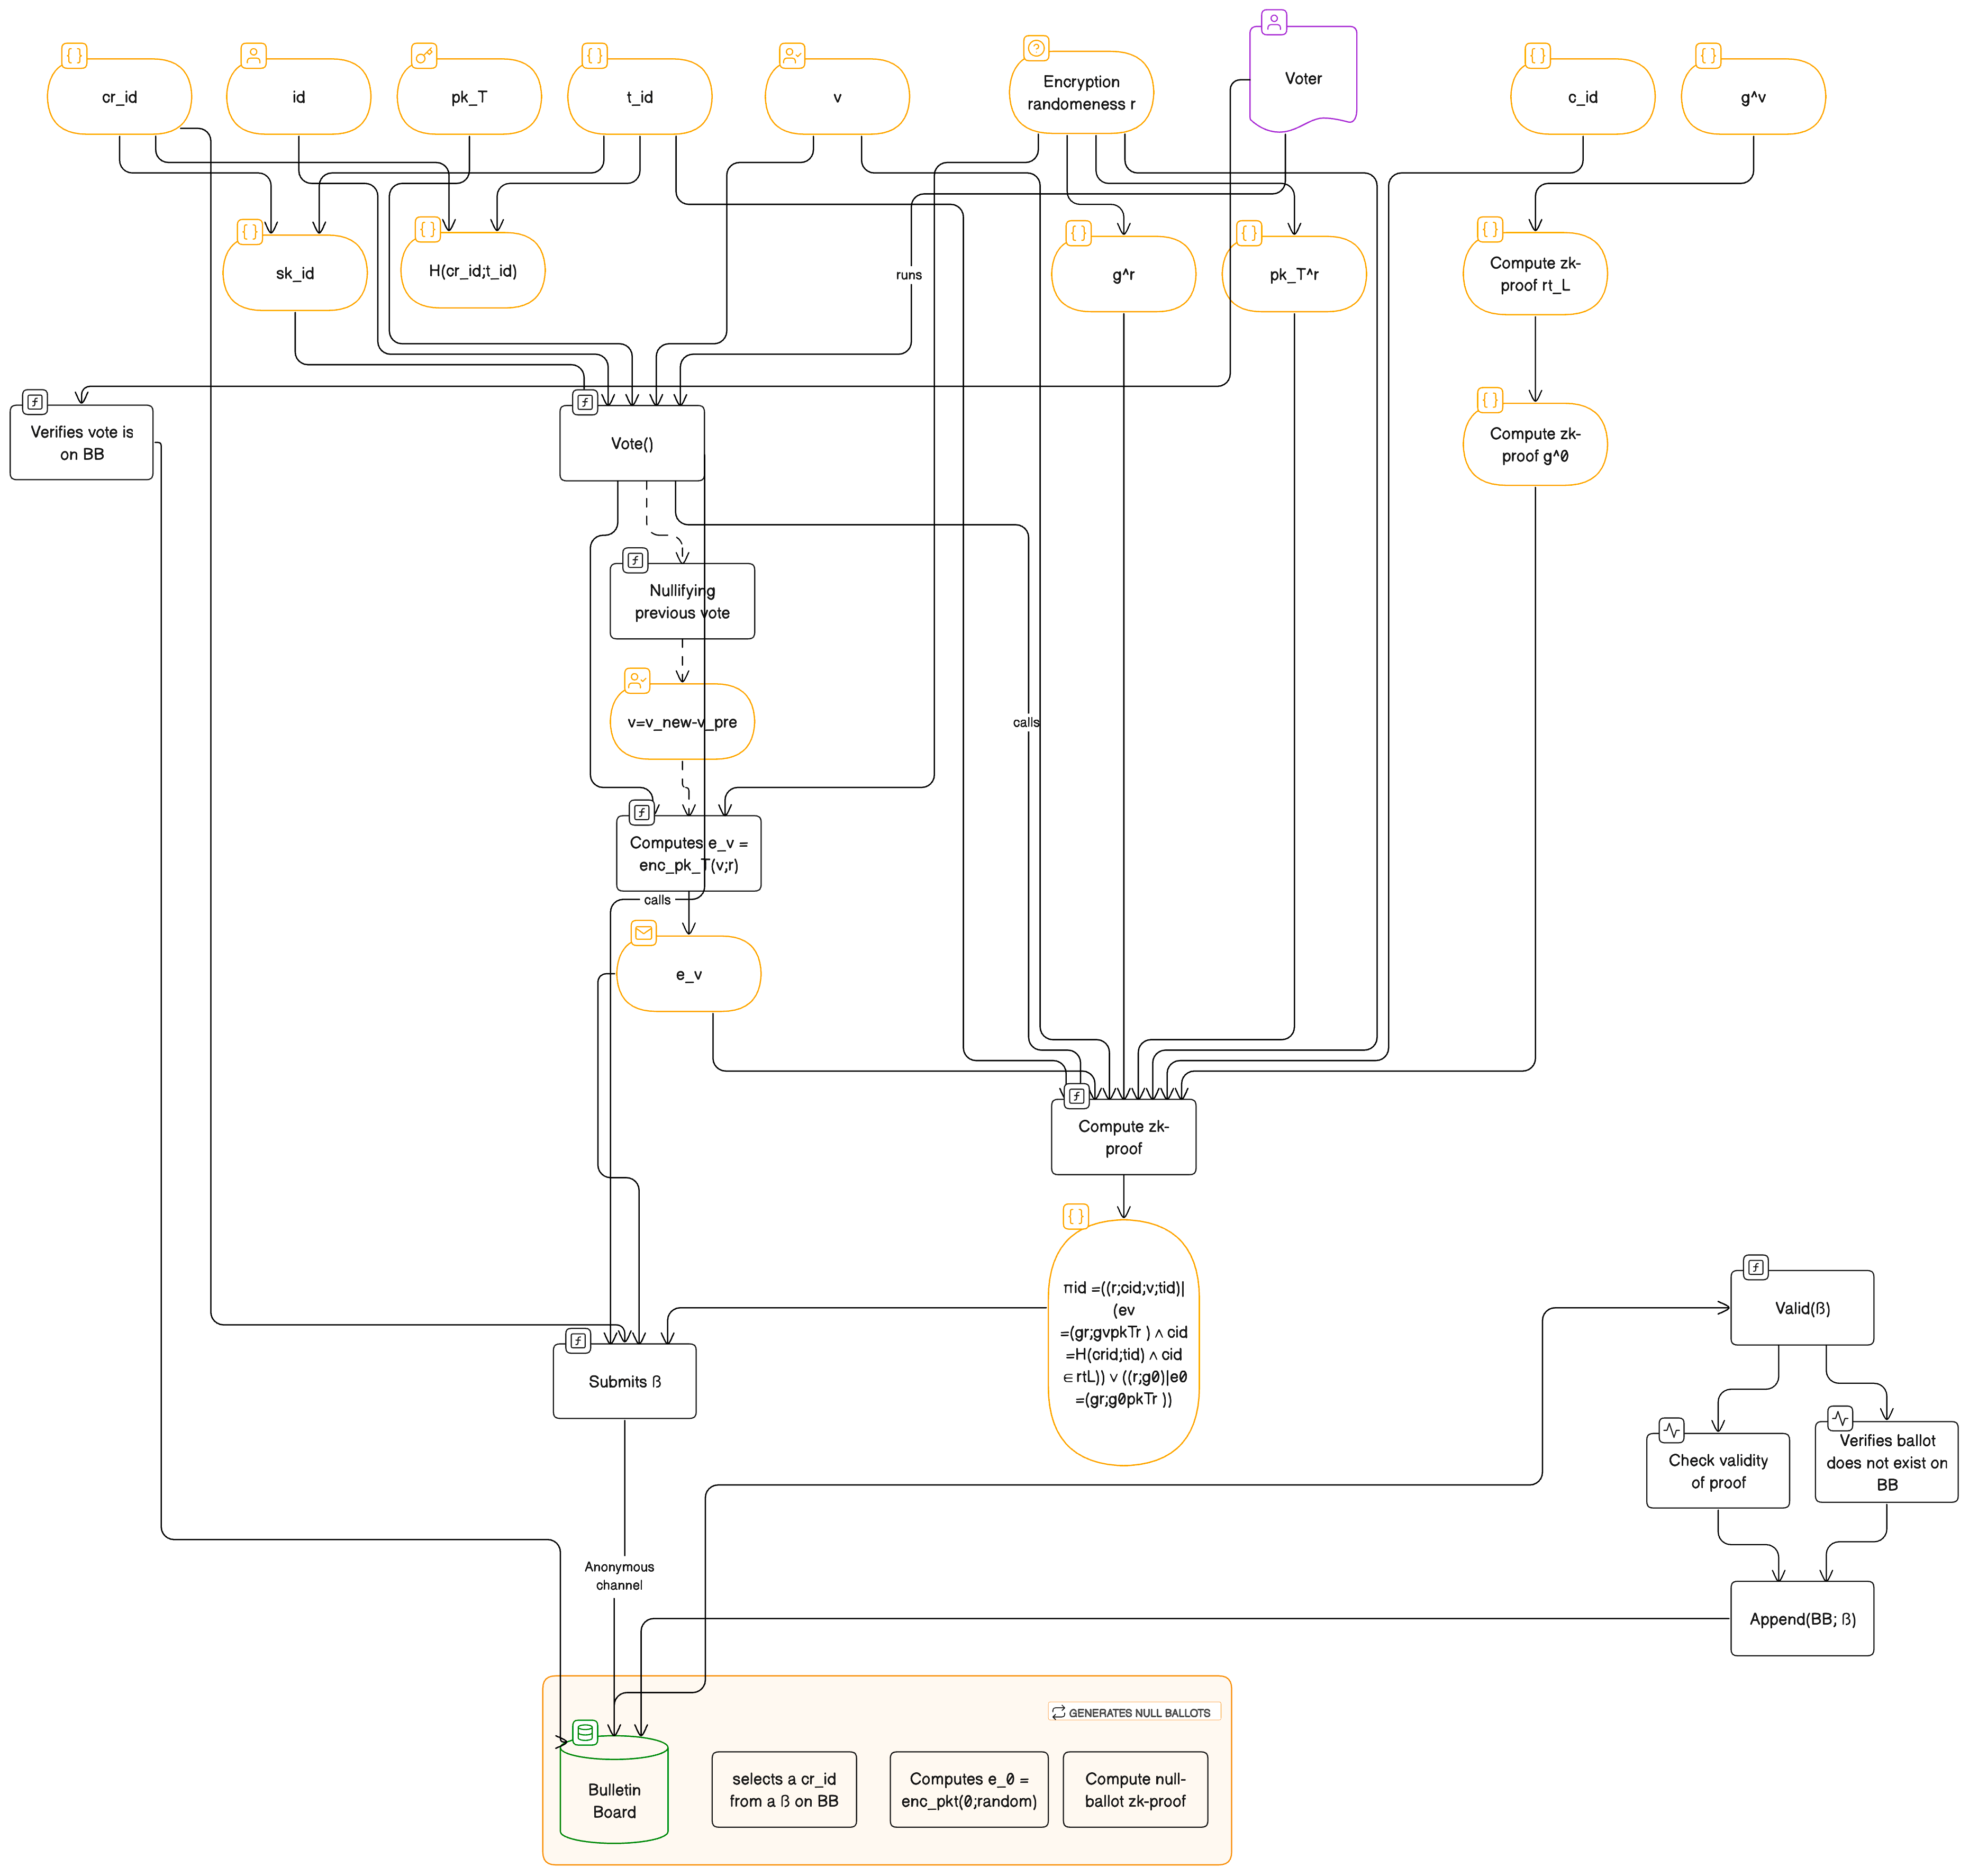 cr_id
id
pk_T
t_id
v
Encryption
randomeness r
Voter
c_id
g^v
sk_id
H(cr_id;t_id)
runs
g^r
pk_T^r
Compute zk-
proof rt_L
Verifies vote is
on BB
Vote()
Compute zk-
proof g^0
Nullifying
previous vote
v=v_new-v_pre
calls
Computes e_v =
enc_pk_T(v;r)
calls
e_v
Compute zk-
proof
πid =((r;cid;v;tid)|
(ev
=(gr;gvpkTr ) ∧ cid
=H(crid;tid) ∧ cid
∈ rtL)) ∨ ((r;g0)|e0
=(gr;g0pkTr ))
Valid(ß)
Submits ß
Check validity
of proof
Verifies ballot
does not exist on
BB
Anonymous
channel
Append(BB; ß)
GENERATES NULL BALLOTS
Bulletin
Board
selects a cr_id
from a ß on BB
Computes e_0 =
enc_pkt(0;random)
Compute null-
ballot zk-proof